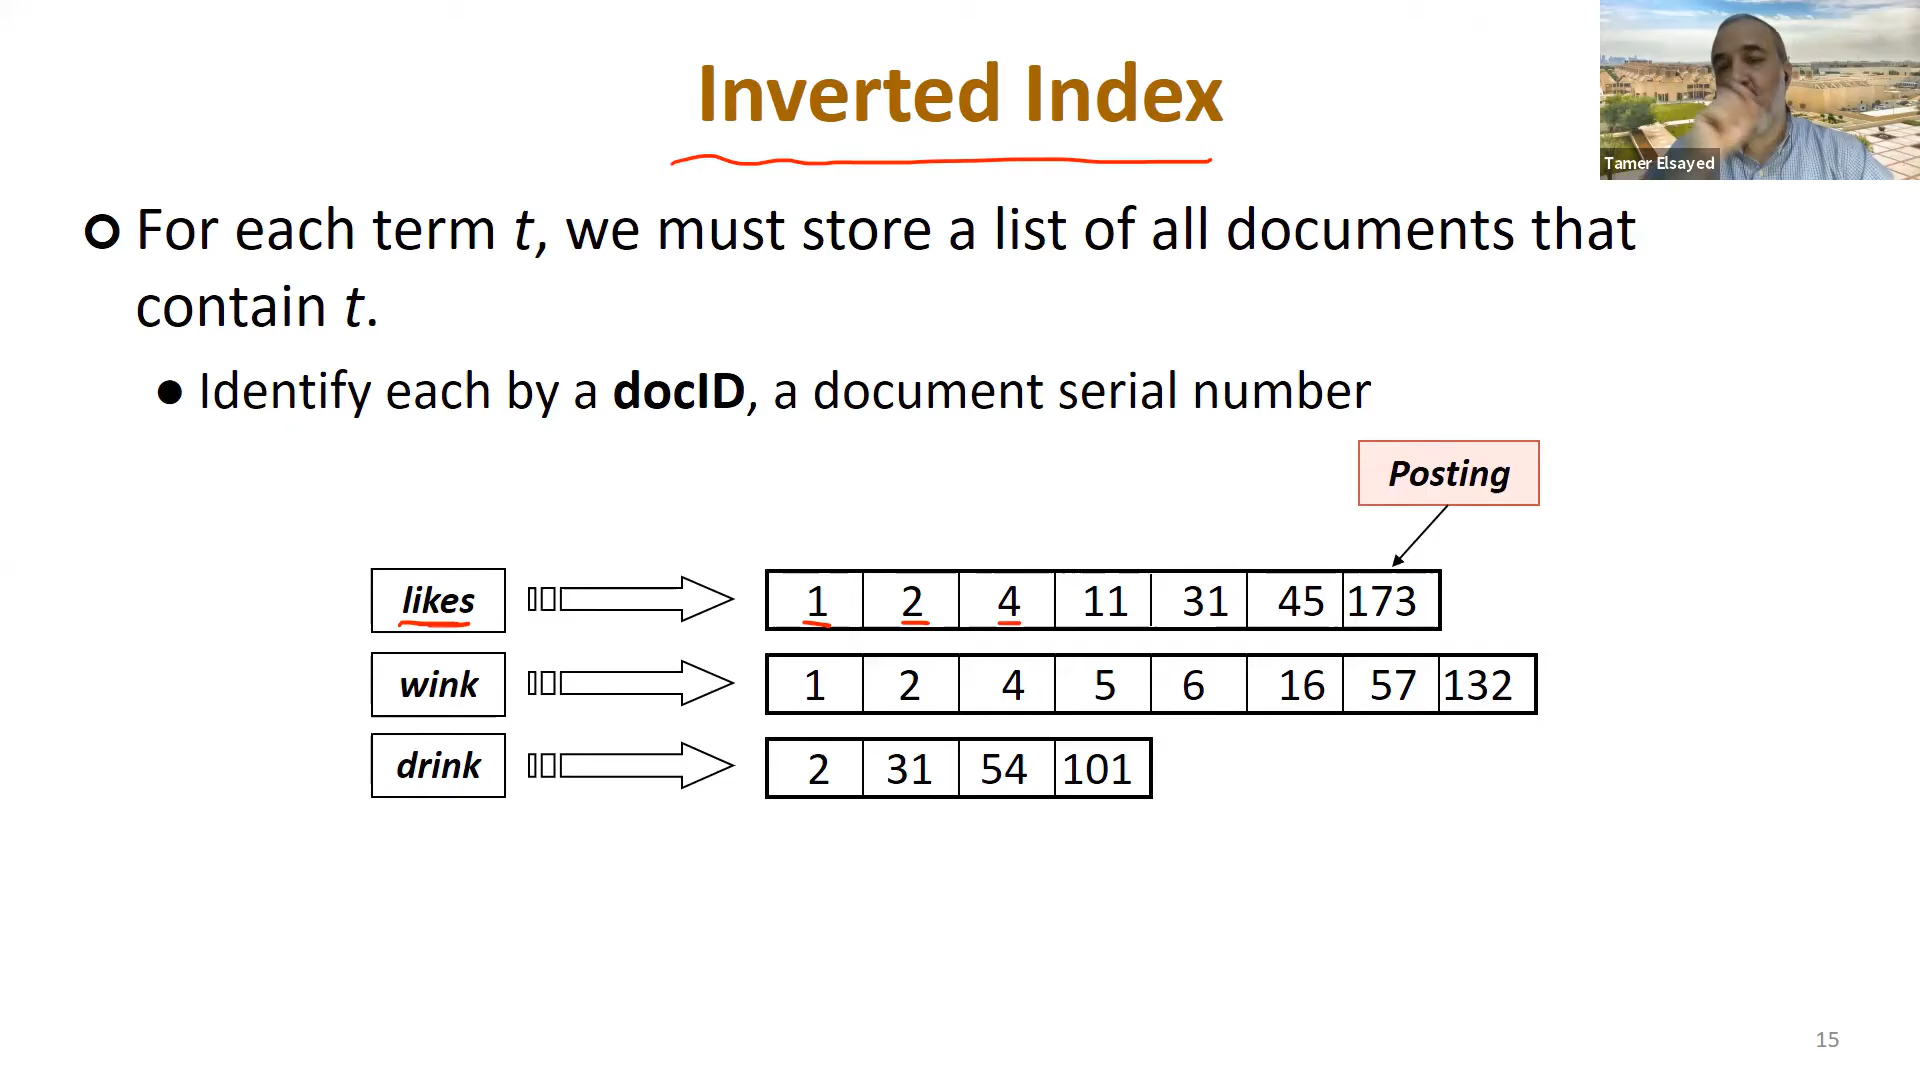 Inverted Index
Tamer Elsayed
For each term t, we must store a list of all documents that
contain t.
Identify each by a docID, a document serial number
Posting
likes 1 2 4 11 31 45 173
wink 1 2 4 5 6 16 57 132
drink 2 31 54 101
15